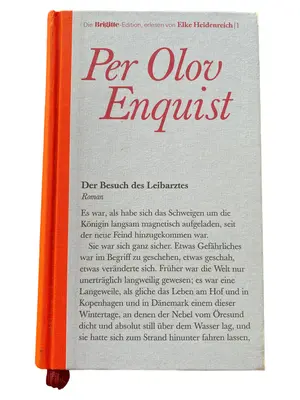 Die Brigitte-Edition, erlesen von Elke Heidenreich | 1
Per Olov
Enquist
Der Besuch des Leibarztes
Roman
Es war, als habe sich das Schweigen um die
Königin langsam magnetisch aufgeladen, seit
der neue Feind hinzugekommen war.
Sie war sich ganz sicher. Etwas Gefährliches
war im Begriff zu geschehen, etwas geschah,
etwas veränderte sich. Früher war die Welt nur
unerträglich langweilig gewesen; es war eine
Langeweile, als gliche das Leben am Hof und in
Kopenhagen und in Dänemark einem dieser
Wintertage, an denen der Nebel vom Öresund
dicht und absolut still über dem Wasser lag, und
sie hatte sich zum Strand hinunter fahren lassen,